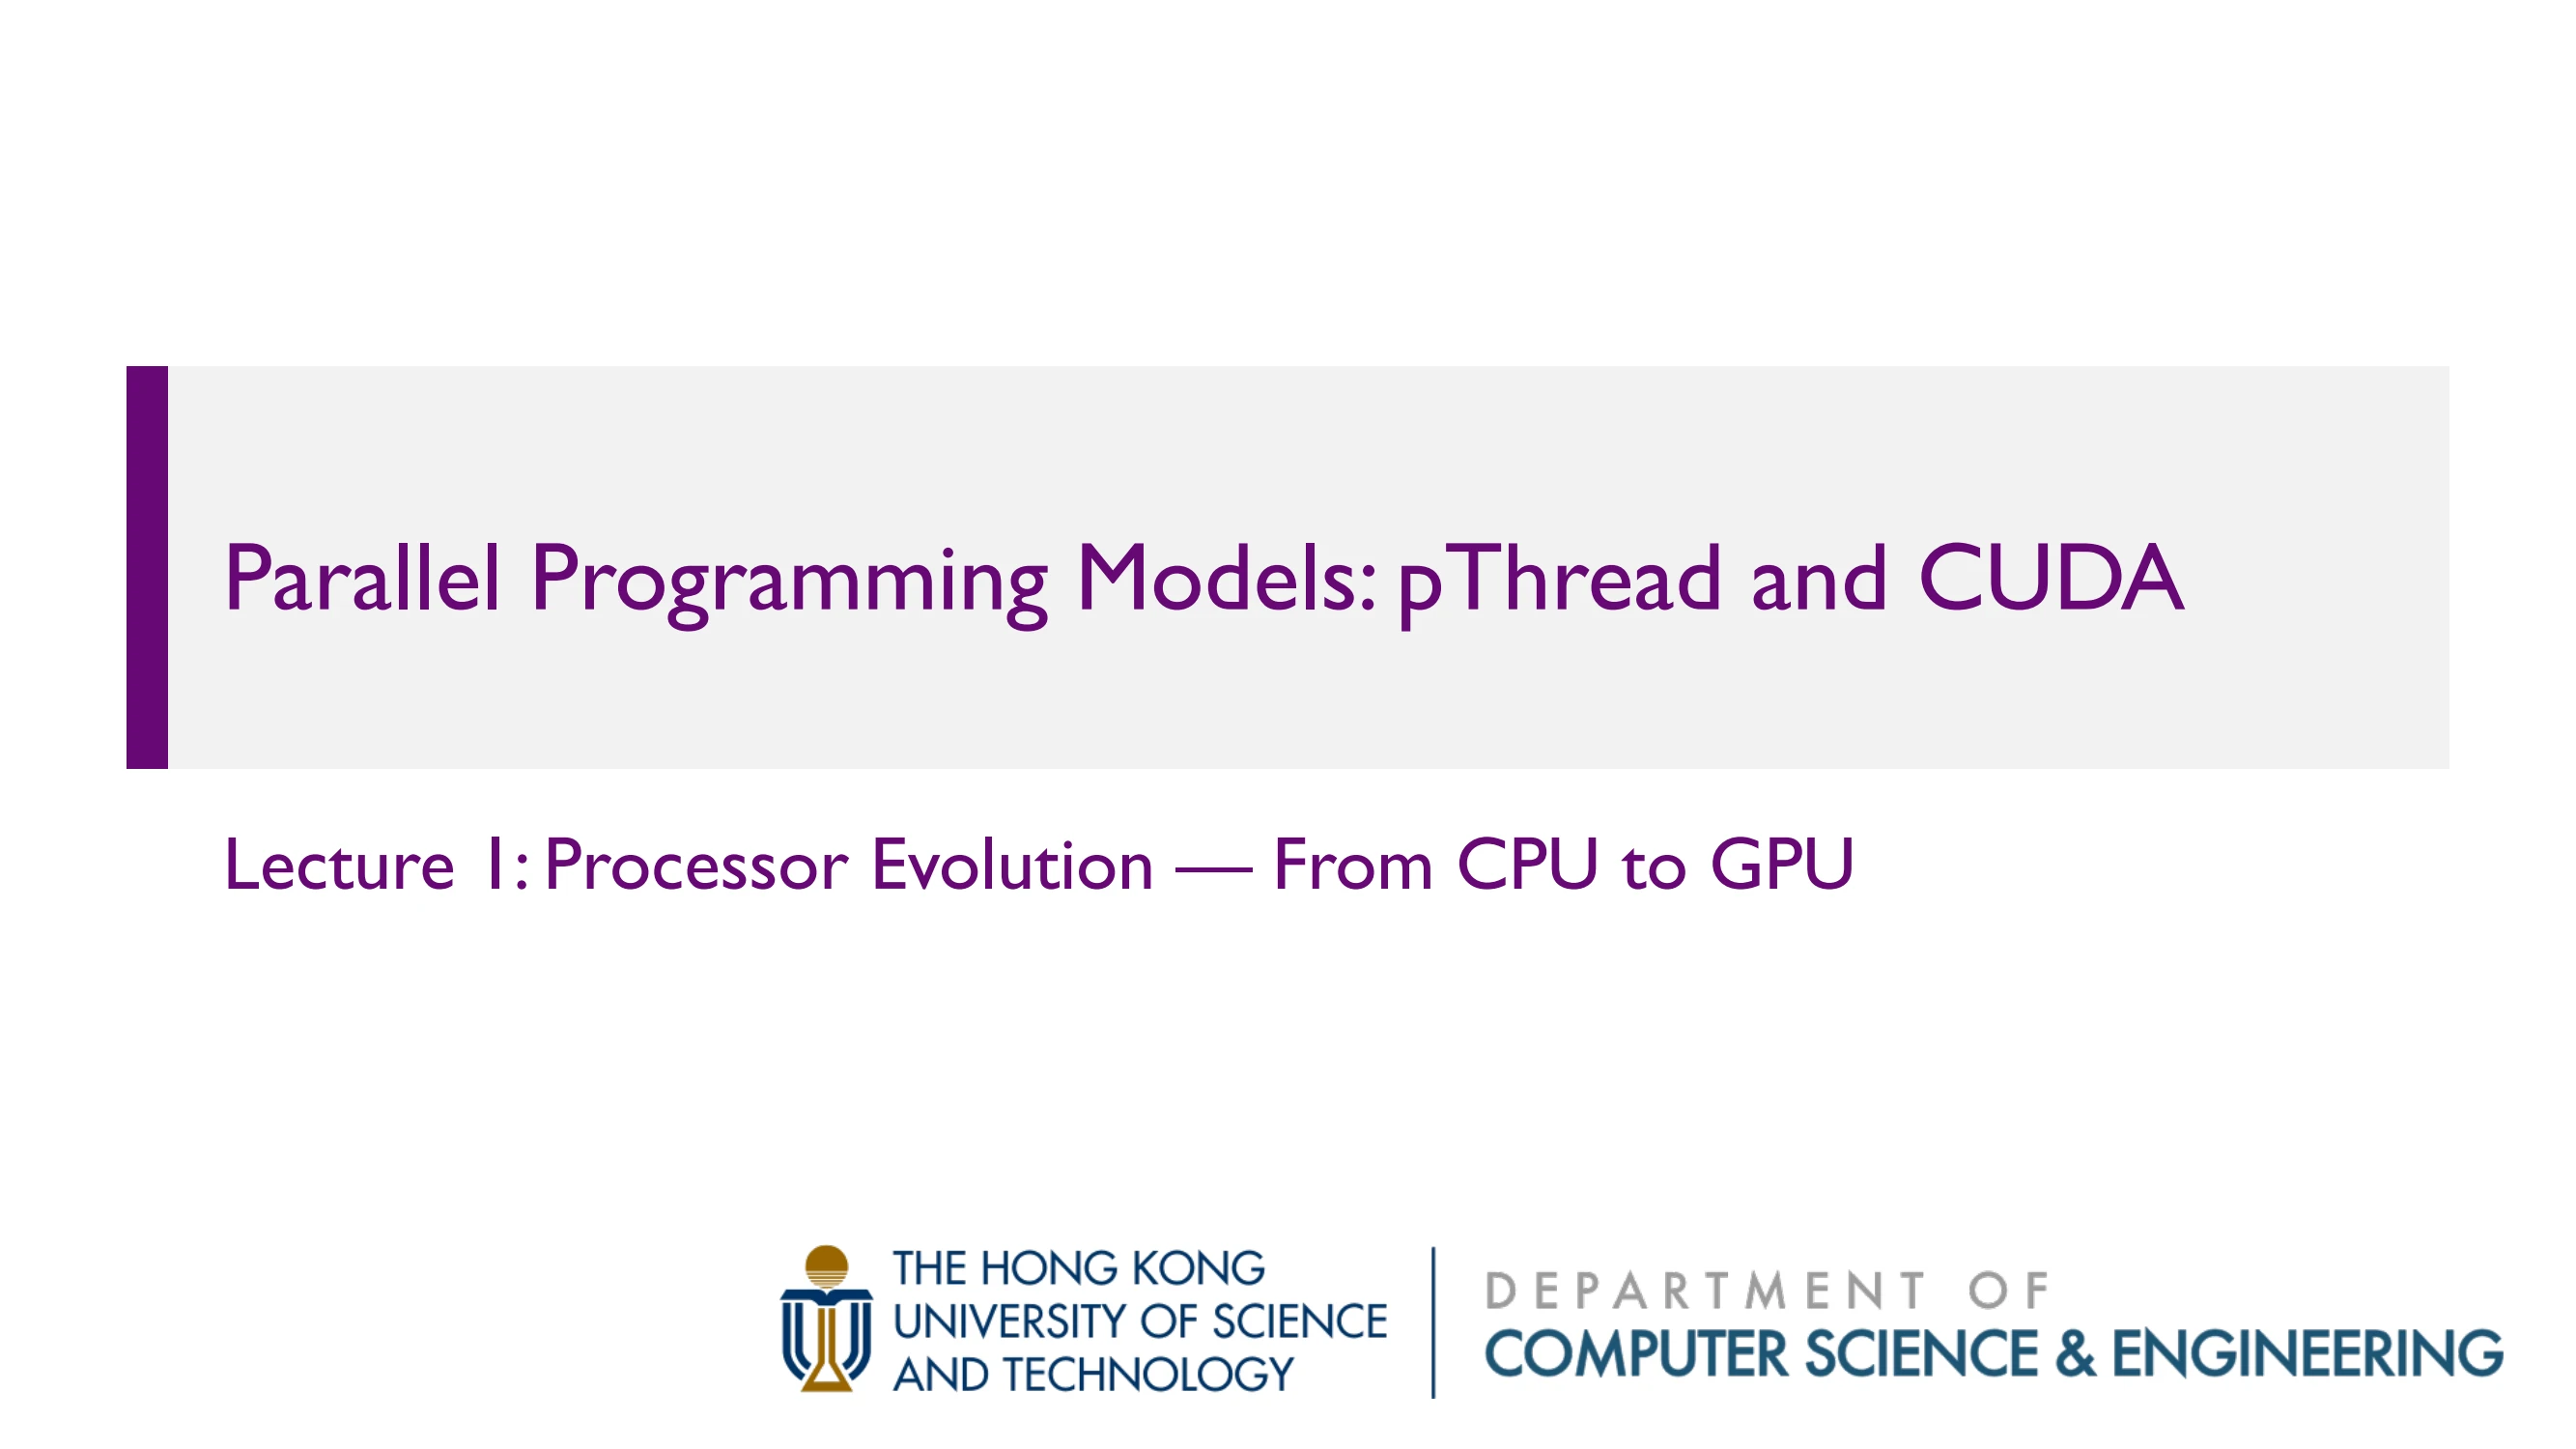 Parallel Programming Models: pThread and CUDA
Lecture 1: Processor Evolution — From CPU to GPU
THE HONG KONG
UNIVERSITY OF SCIENCE
AND TECHNOLOGY
DEPARTMENT OF
COMPUTER SCIENCE & ENGINEERING